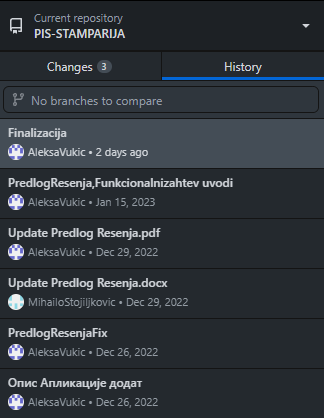 Current repository
PIS-STAMPARIJA
Changes 3 History
No branches to compare
Finalizacija
AleksaVukic • 2 days ago
PredlogResenja,Funkcionalnizahtev uvodi
AleksaVukic • Jan 15, 2023
Update Predlog Resenja.pdf
AleksaVukic • Dec 29, 2022
Update Predlog Resenja.docx
MihailoStojiljkovic • Dec 29, 2022
PredlogResenjaFix
AleksaVukic • Dec 26, 2022
Опис Апликације додат
AleksaVukic • Dec 26, 2022